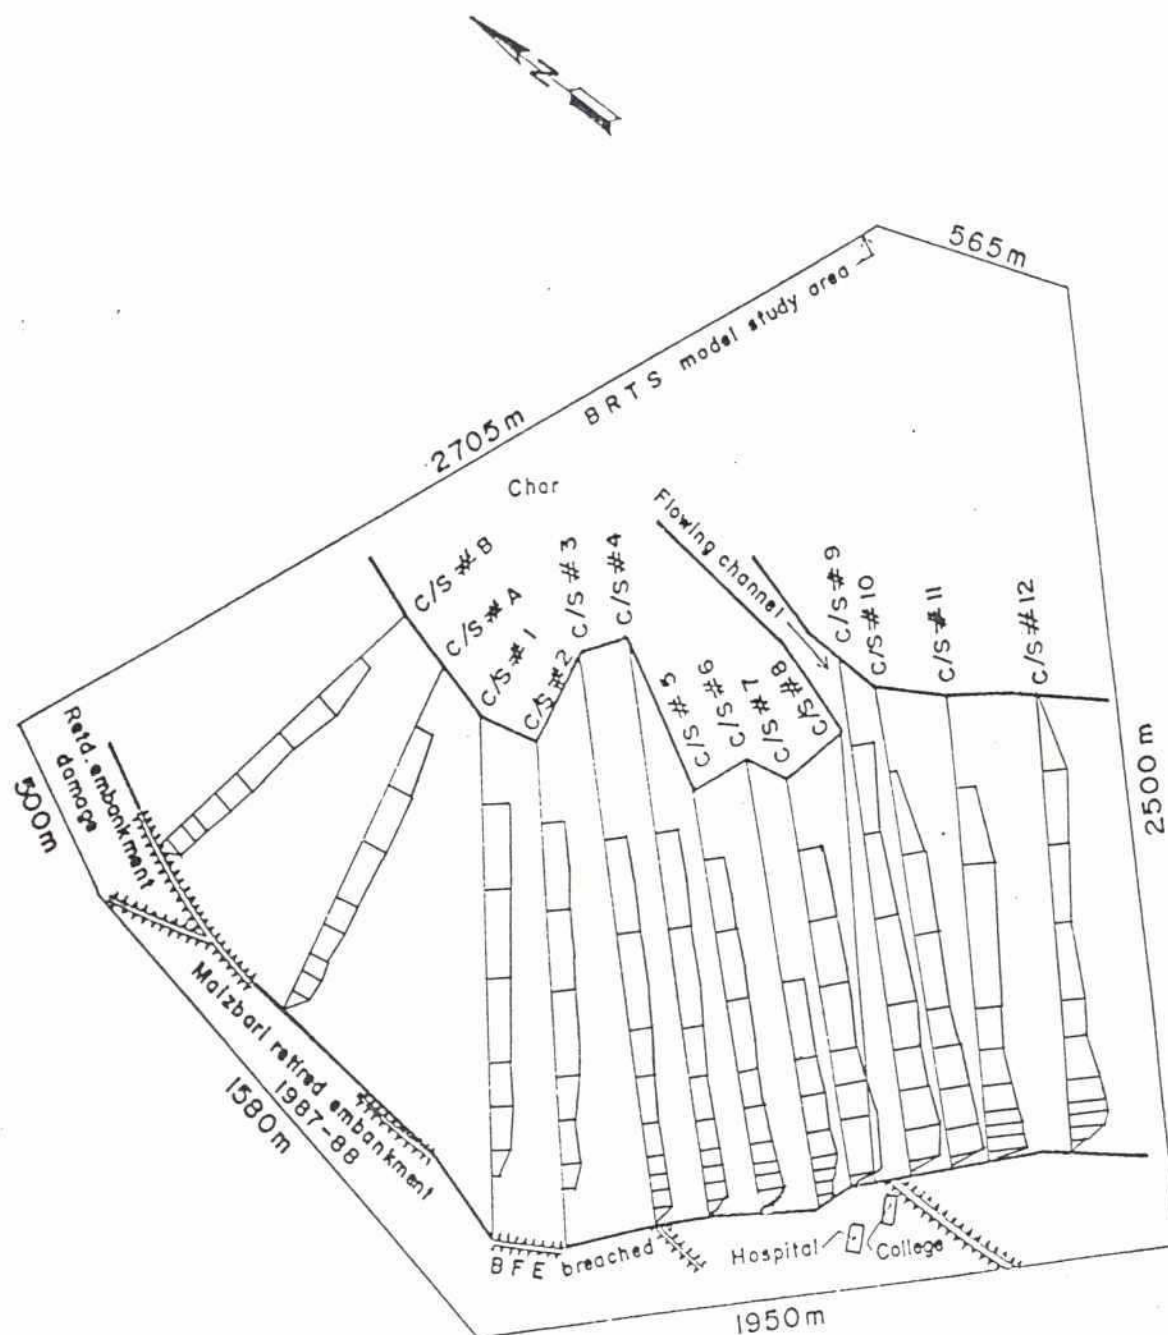 N
565m
BRTS model study area
2705m
Char
Flowing channel
C/S # B
C/S # A
C/S # 1
C/S # 2
C/S # 3
C/S # 4
C/S # 5
C/S # 6
C/S # 7
C/S # 8
C/S # 9
C/S # 10
C/S # 11
C/S # 12
2500m
Retd. embankment
damage
500m
Maizbari retired embankment
1987-88
1580m
BFE breached
Hospital
College
1950m